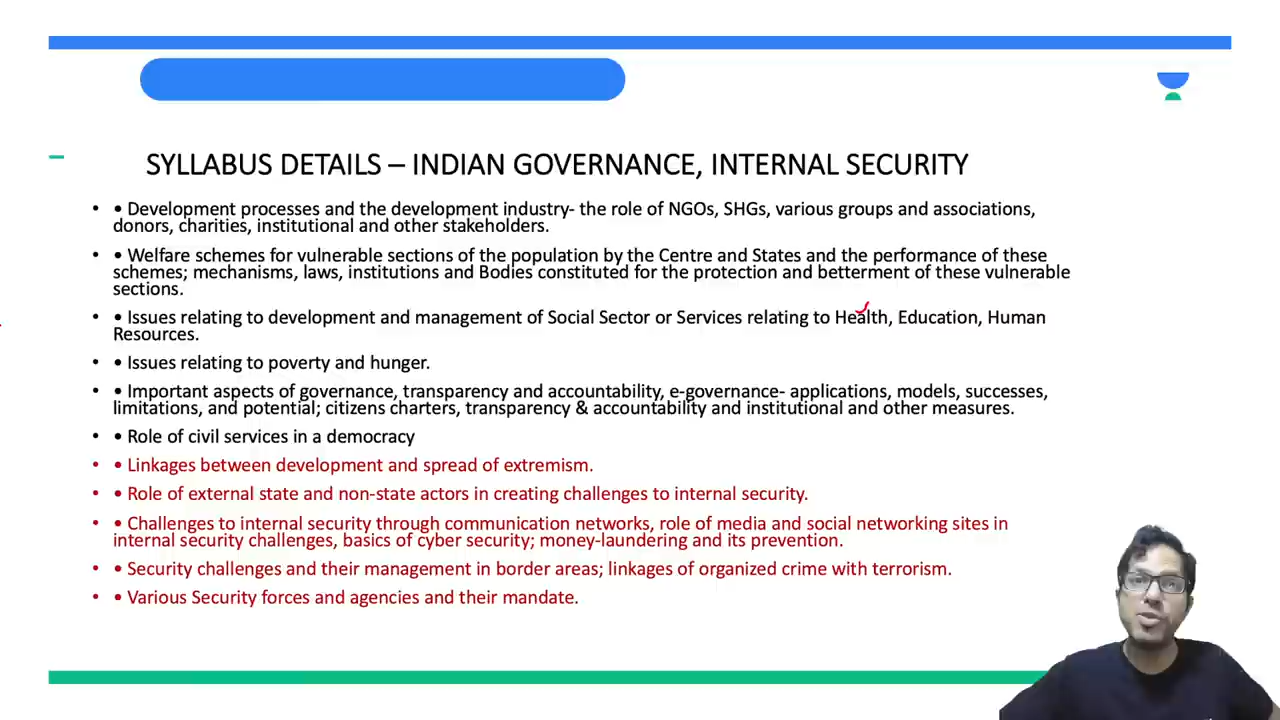 SYLLABUS DETAILS – INDIAN GOVERNANCE, INTERNAL SECURITY
• • Development processes and the development industry- the role of NGOs, SHGs, various groups and associations,
donors, charities, institutional and other stakeholders.
• • Welfare schemes for vulnerable sections of the population by the Centre and States and the performance of these
schemes; mechanisms, laws, institutions and Bodies constituted for the protection and betterment of these vulnerable
sections.
• • Issues relating to development and management of Social Sector or Services relating to Health, Education, Human
Resources.
• • Issues relating to poverty and hunger.
• • Important aspects of governance, transparency and accountability, e-governance- applications, models, successes,
limitations, and potential; citizens charters, transparency & accountability and institutional and other measures.
• • Role of civil services in a democracy
• • Linkages between development and spread of extremism.
• • Role of external state and non-state actors in creating challenges to internal security.
• • Challenges to internal security through communication networks, role of media and social networking sites in
internal security challenges, basics of cyber security; money-laundering and its prevention.
• • Security challenges and their management in border areas; linkages of organized crime with terrorism.
• • Various Security forces and agencies and their mandate.